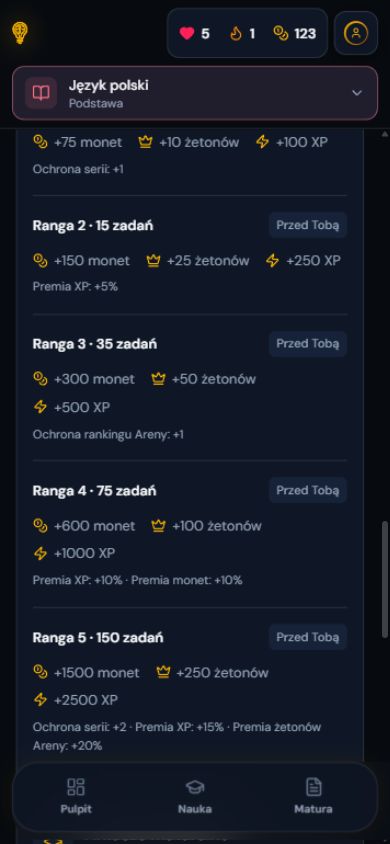 5 1 123
Język polski
Podstawa
+75 monet +10 żetonów +100 XP
Ochrona serii: +1
Ranga 2 · 15 zadań Przed Tobą
+150 monet +25 żetonów +250 XP
Premia XP: +5%
Ranga 3 · 35 zadań Przed Tobą
+300 monet +50 żetonów
+500 XP
Ochrona rankingu Areny: +1
Ranga 4 · 75 zadań Przed Tobą
+600 monet +100 żetonów
+1000 XP
Premia XP: +10% · Premia monet: +10%
Ranga 5 · 150 zadań Przed Tobą
+1500 monet +250 żetonów
+2500 XP
Ochrona serii: +2 · Premia XP: +15% · Premia żetonów
Areny: +20%
Pulpit Nauka Matura